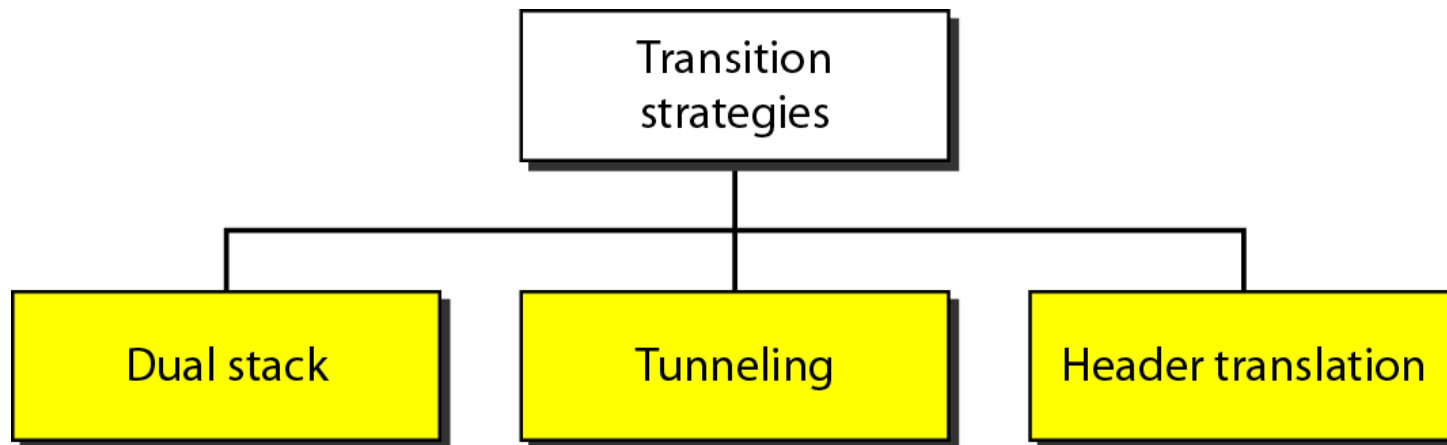 Transition
strategies
Dual stack
Tunneling
Header translation